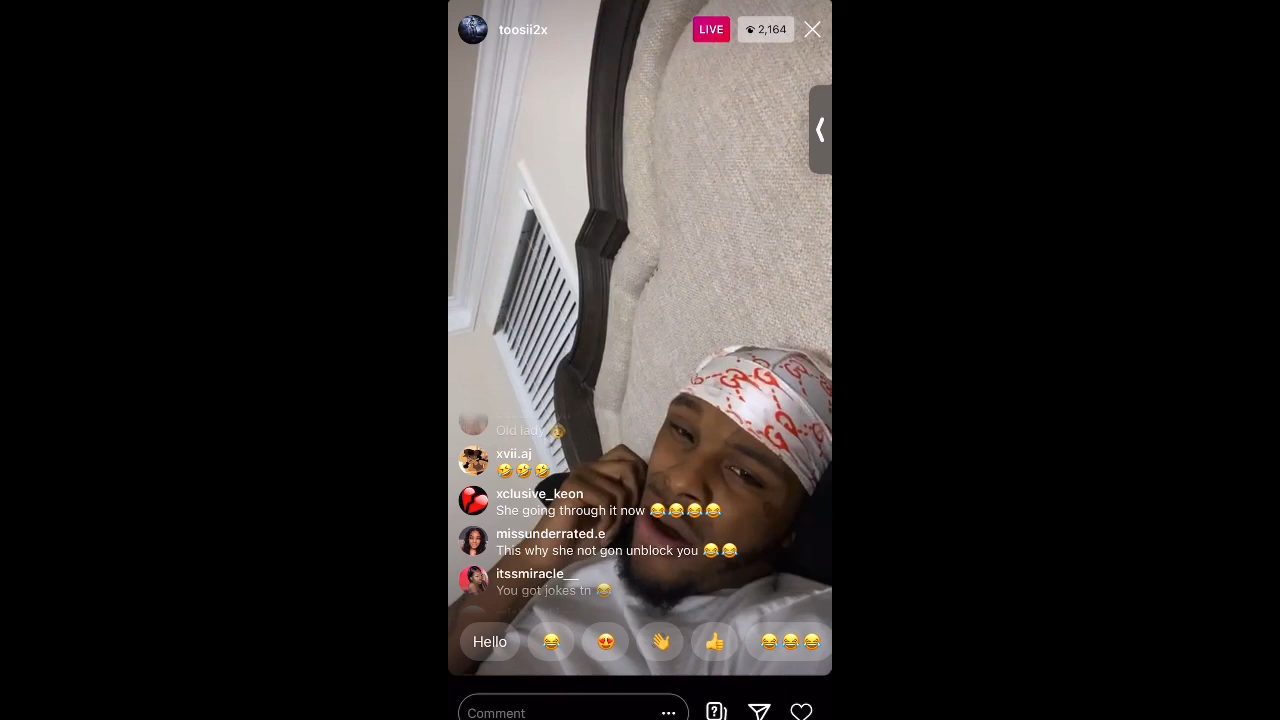 toosii2x
LIVE
2,164
Old lady
xvii.aj
🤣🤣🤣
xclusive_keon
She going through it now 😂😂😂😂
missunderrated.e
This why she not gon unblock you 😂😂
itssmiracle__
You got jokes tn 😂
Hello 😂 😍 👋 👍 😂😂😂
Comment